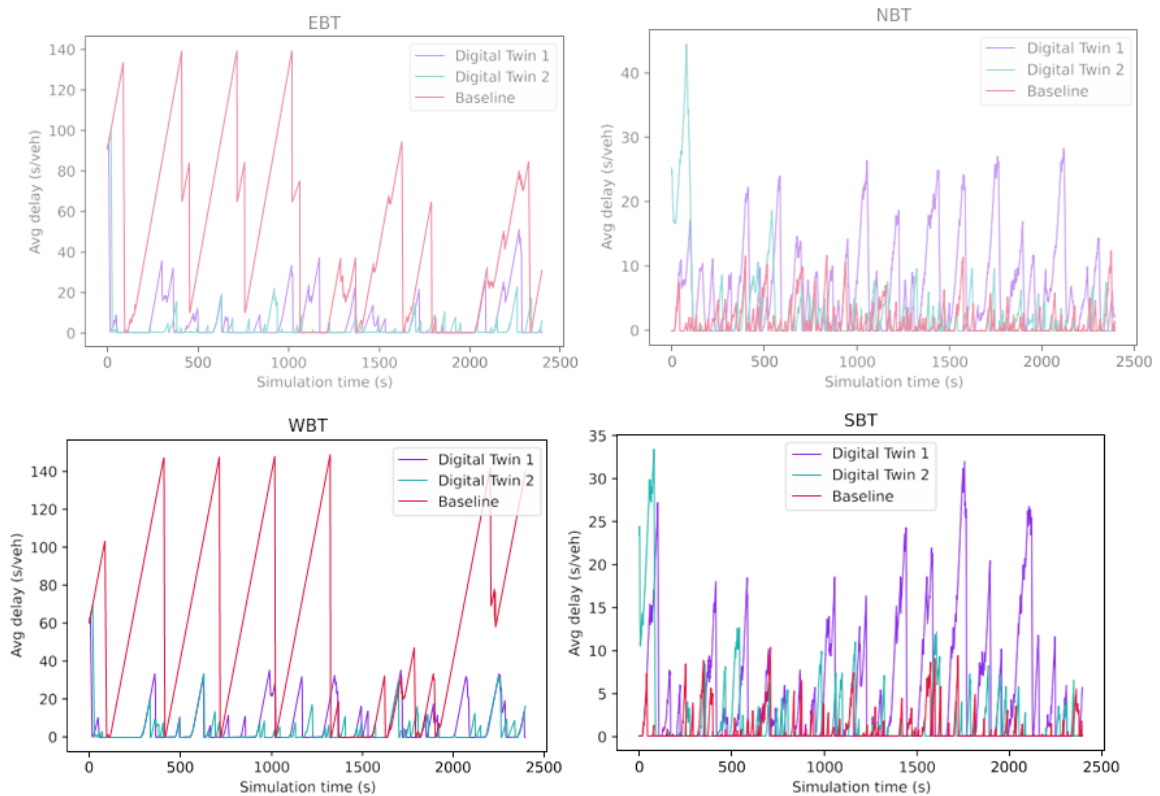 EBT
Avg delay (s/veh)
140
120
100
80
60
40
20
0
Digital Twin 1
Digital Twin 2
Baseline
0 500 1000 1500 2000 2500
Simulation time (s)
NBT
Avg delay (s/veh)
40
30
20
10
0
Digital Twin 1
Digital Twin 2
Baseline
0 500 1000 1500 2000 2500
Simulation time (s)
WBT
Avg delay (s/veh)
140
120
100
80
60
40
20
0
Digital Twin 1
Digital Twin 2
Baseline
0 500 1000 1500 2000 2500
Simulation time (s)
SBT
Avg delay (s/veh)
35
30
25
20
15
10
5
0
Digital Twin 1
Digital Twin 2
Baseline
0 500 1000 1500 2000 2500
Simulation time (s)